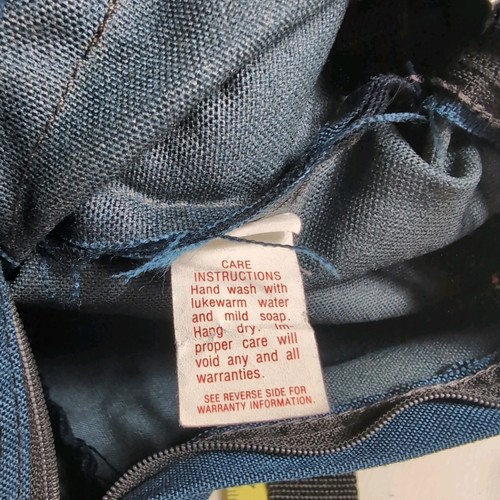 CARE
INSTRUCTIONS
Hand wash with
lukewarm water
and mild soap.
Hang dry. Im-
proper care will
void any and all
warranties.
SEE REVERSE SIDE FOR
WARRANTY INFORMATION.